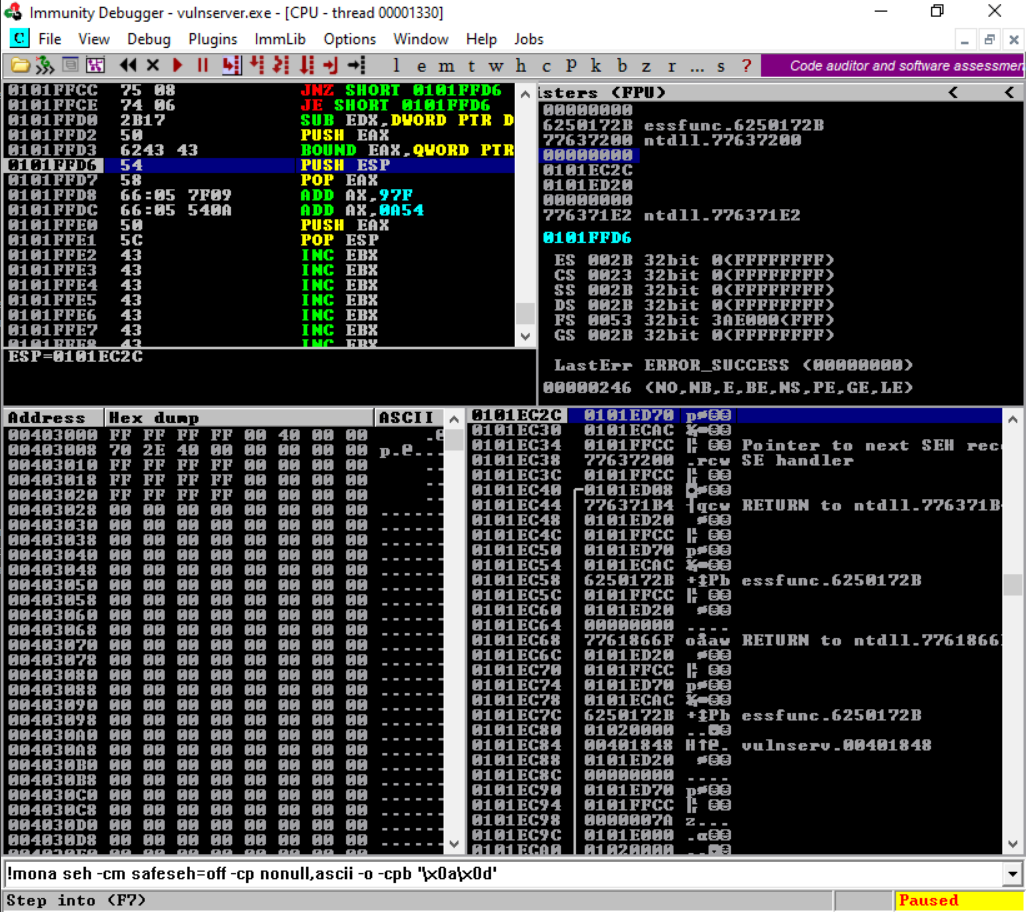 Immunity Debugger - vulnserver.exe - [CPU - thread 00001330]
C File View Debug Plugins ImmLib Options Window Help Jobs
l e m t w h c P k b z r ... s ? Code auditor and software assessmen
0101FFCC 75 08 JNZ SHORT 0101FFD6
0101FFCE 74 06 JE SHORT 0101FFD6
0101FFD0 2B17 SUB EDX,DWORD PTR D
0101FFD2 50 PUSH EAX
0101FFD3 6243 43 BOUND EAX,QWORD PTR
0101FFD6 54 PUSH ESP
0101FFD7 58 POP EAX
0101FFD8 66:05 7F09 ADD AX,97F
0101FFDC 66:05 540A ADD AX,0A54
0101FFE0 50 PUSH EAX
0101FFE1 5C POP ESP
0101FFE2 43 INC EBX
0101FFE3 43 INC EBX
0101FFE4 43 INC EBX
0101FFE5 43 INC EBX
0101FFE6 43 INC EBX
0101FFE7 43 INC EBX
0101FFE8 43 INC EBX
ESP=0101EC2C
isters (FPU) < <
00000000
6250172B essfunc.6250172B
77637200 ntdll.77637200
00000000
0101EC2C
0101ED20
00000000
776371E2 ntdll.776371E2
0101FFD6
ES 002B 32bit 0(FFFFFFFF)
CS 0023 32bit 0(FFFFFFFF)
SS 002B 32bit 0(FFFFFFFF)
DS 002B 32bit 0(FFFFFFFF)
FS 0053 32bit 3AE000(FFF)
GS 002B 32bit 0(FFFFFFFF)
LastErr ERROR_SUCCESS (00000000)
00000246 (NO,NB,E,BE,NS,PE,GE,LE)
Address Hex dump ASCII
00403000 FF FF FF FF 00 40 00 00 .@
00403008 70 2E 40 00 00 00 00 00 p.@...
00403010 FF FF FF FF 00 00 00 00 ..
00403018 FF FF FF FF 00 00 00 00 ..
00403020 FF FF FF FF 00 00 00 00 ..
00403028 00 00 00 00 00 00 00 00 ......
00403030 00 00 00 00 00 00 00 00 ......
00403038 00 00 00 00 00 00 00 00 ......
00403040 00 00 00 00 00 00 00 00 ......
00403048 00 00 00 00 00 00 00 00 ......
00403050 00 00 00 00 00 00 00 00 ......
00403058 00 00 00 00 00 00 00 00 ......
00403060 00 00 00 00 00 00 00 00 ......
00403068 00 00 00 00 00 00 00 00 ......
00403070 00 00 00 00 00 00 00 00 ......
00403078 00 00 00 00 00 00 00 00 ......
00403080 00 00 00 00 00 00 00 00 ......
00403088 00 00 00 00 00 00 00 00 ......
00403090 00 00 00 00 00 00 00 00 ......
00403098 00 00 00 00 00 00 00 00 ......
004030A0 00 00 00 00 00 00 00 00 ......
004030A8 00 00 00 00 00 00 00 00 ......
004030B0 00 00 00 00 00 00 00 00 ......
004030B8 00 00 00 00 00 00 00 00 ......
004030C0 00 00 00 00 00 00 00 00 ......
004030C8 00 00 00 00 00 00 00 00 ......
004030D0 00 00 00 00 00 00 00 00 ......
004030D8 00 00 00 00 00 00 00 00 ......
004030E0 00 00 00 00 00 00 00 00 ......
0101EC2C 0101ED70
0101EC30 0101ECAC
0101EC34 0101FFCC Pointer to next SEH rec
0101EC38 77637200 .rcw SE handler
0101EC3C 0101FFCC
0101EC40 0101ED08
0101EC44 776371B4 ┤qcw RETURN to ntdll.776371B4
0101EC48 0101ED20
0101EC4C 0101FFCC
0101EC50 0101ED70
0101EC54 0101ECAC
0101EC58 6250172B +‡Pb essfunc.6250172B
0101EC5C 0101FFCC
0101EC60 0101ED20
0101EC64 00000000 ....
0101EC68 7761866F oåaw RETURN to ntdll.7761866
0101EC6C 0101ED20
0101EC70 0101FFCC
0101EC74 0101ED70
0101EC78 0101ECAC
0101EC7C 6250172B +‡Pb essfunc.6250172B
0101EC80 01020000
0101EC84 00401848 H↑@. vulnserv.00401848
0101EC88 0101ED20
0101EC8C 00000000 ....
0101EC90 0101ED70
0101EC94 0101FFCC
0101EC98 0000007A z...
0101EC9C 0101E000
0101ECA0 01020000
!mona seh -cm safeseh=off -cp nonull,ascii -o -cpb '\x0a\x0d'
Step into (F7) Paused